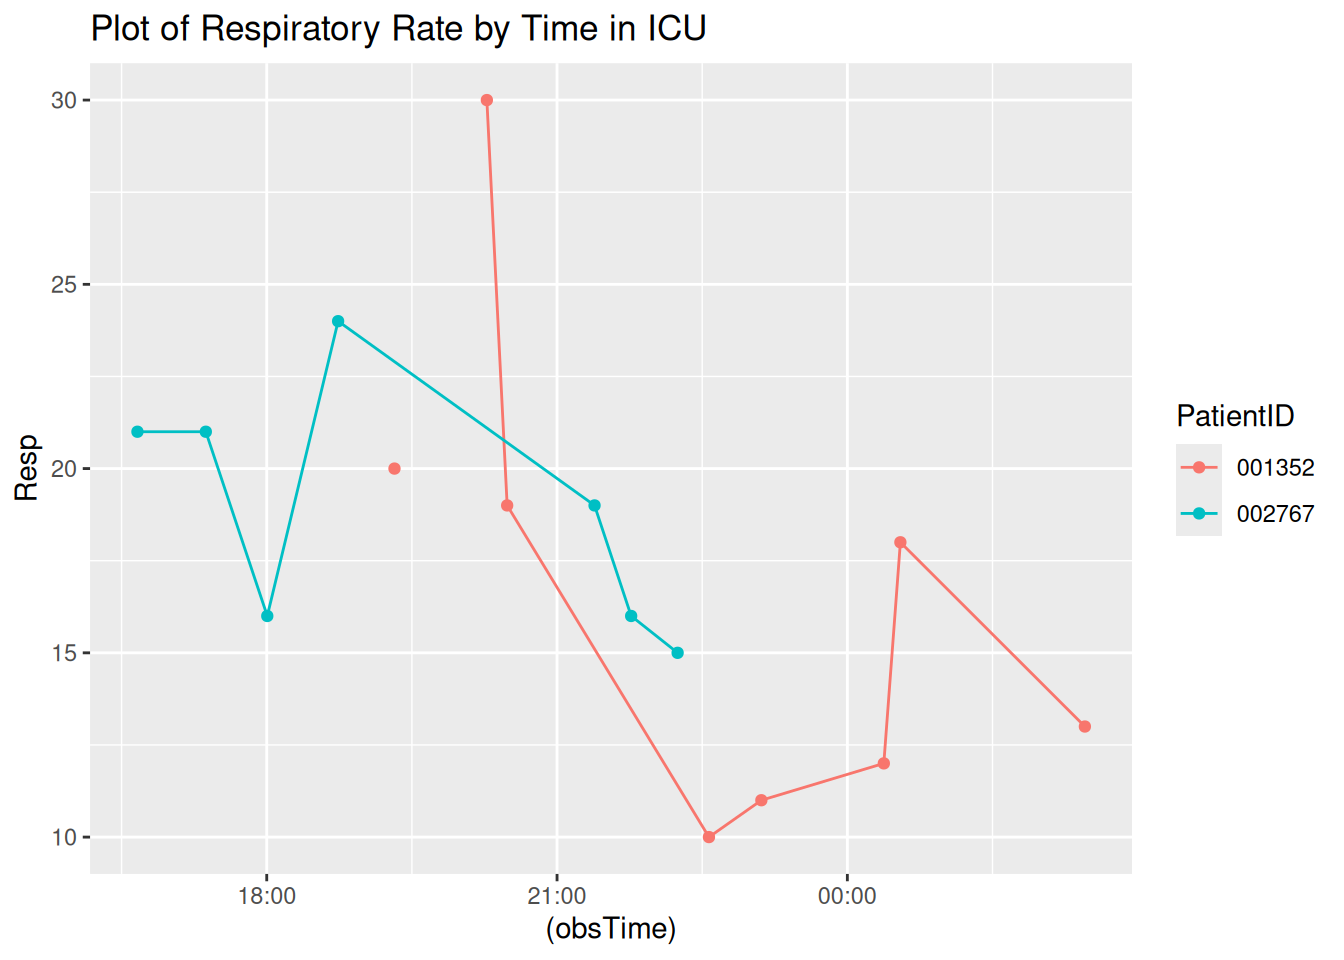 Plot of Respiratory Rate by Time in ICU
30
25
20
15
10
Resp
18:00
21:00
00:00
(obsTime)
PatientID
001352
002767